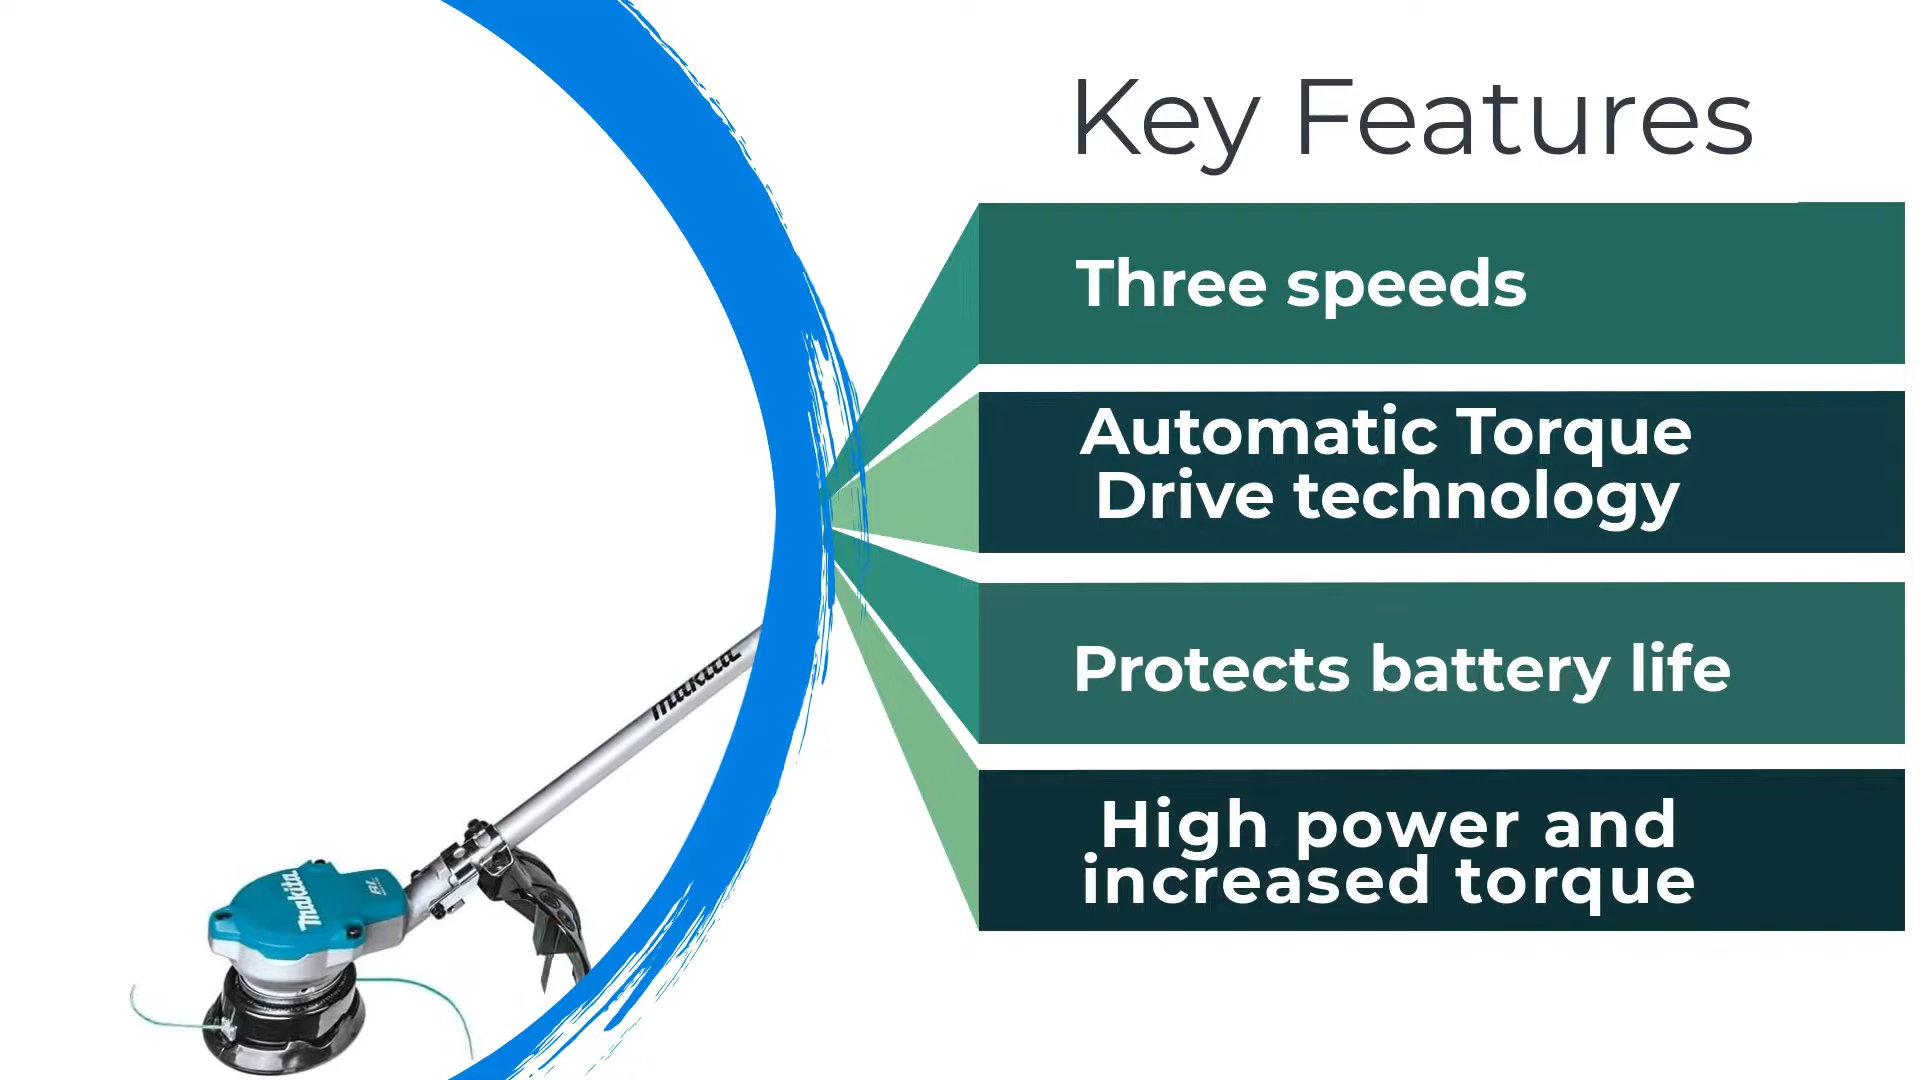 Key Features
Three speeds
Automatic Torque
Drive technology
Protects battery life
High power and
increased torque
makita
makita